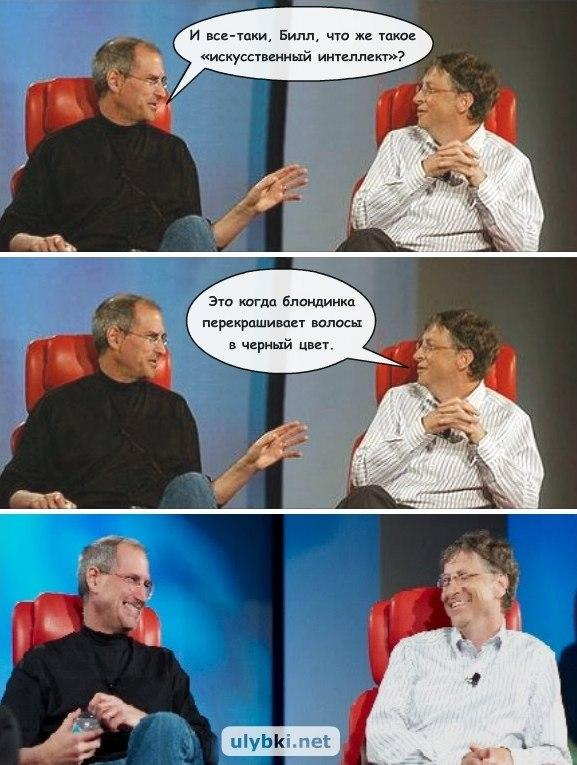 И все-таки, Билл, что же такое
«искусственный интеллект»?
Это когда блондинка
перекрашивает волосы
в черный цвет.
ulybki.net